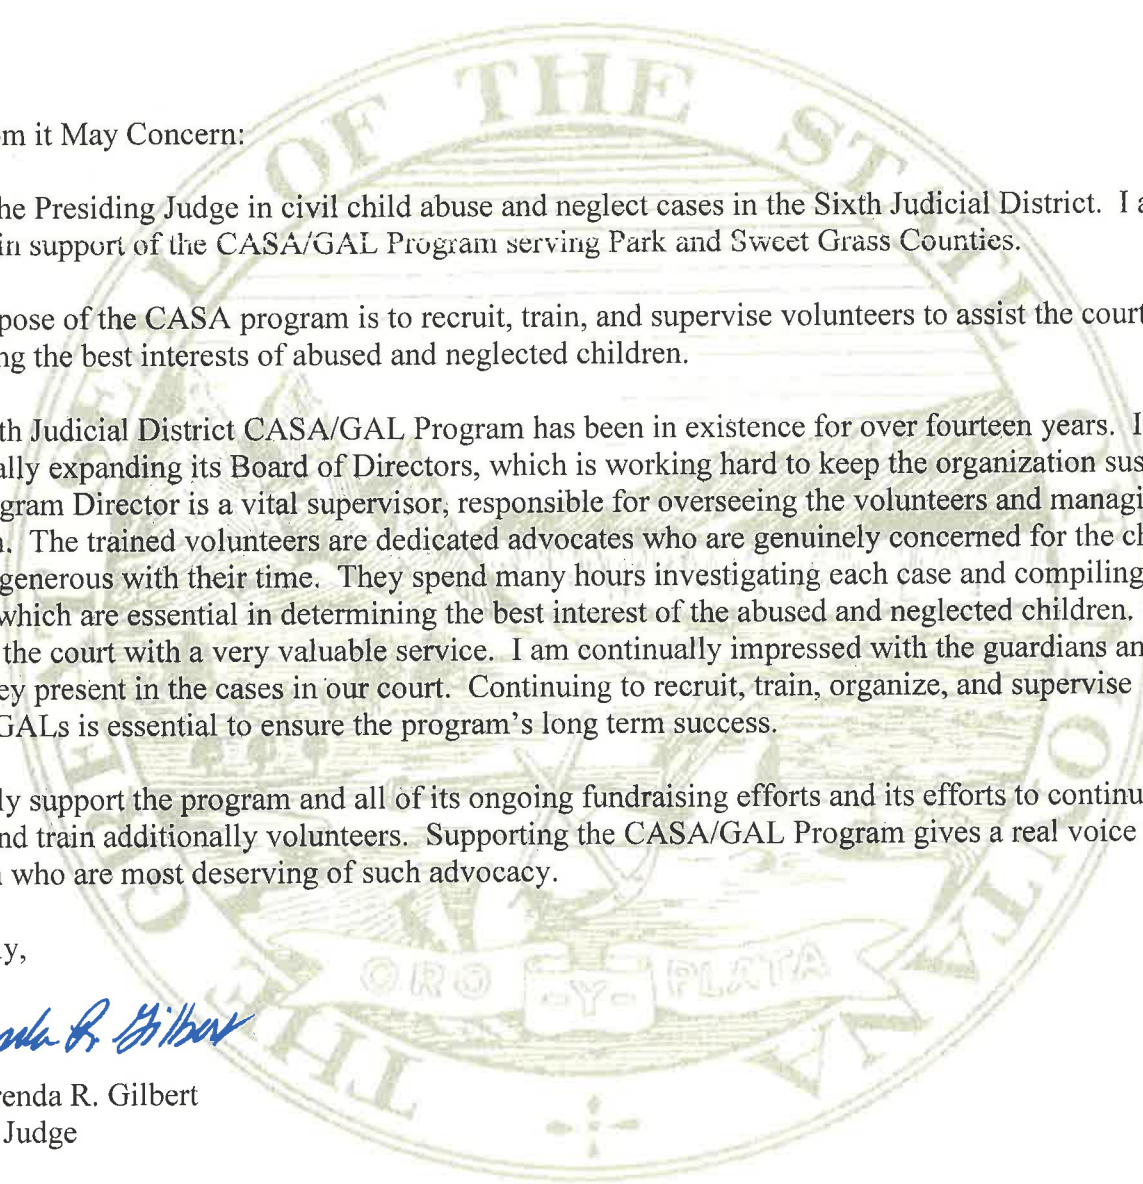 om it May Concern:
he Presiding Judge in civil child abuse and neglect cases in the Sixth Judicial District. I a
in support of the CASA/GAL Program serving Park and Sweet Grass Counties.
pose of the CASA program is to recruit, train, and supervise volunteers to assist the court
ng the best interests of abused and neglected children.
th Judicial District CASA/GAL Program has been in existence for over fourteen years. I
ally expanding its Board of Directors, which is working hard to keep the organization sus
gram Director is a vital supervisor, responsible for overseeing the volunteers and managi
. The trained volunteers are dedicated advocates who are genuinely concerned for the ch
generous with their time. They spend many hours investigating each case and compiling
which are essential in determining the best interest of the abused and neglected children.
the court with a very valuable service. I am continually impressed with the guardians an
ey present in the cases in our court. Continuing to recruit, train, organize, and supervise
GALs is essential to ensure the program's long term success.
ly support the program and all of its ongoing fundraising efforts and its efforts to continu
nd train additionally volunteers. Supporting the CASA/GAL Program gives a real voice
who are most deserving of such advocacy.
y,
nda R. Gilbert
enda R. Gilbert
Judge
THE GREAT SEAL OF THE STATE OF MONTANA
ORO Y PLATA